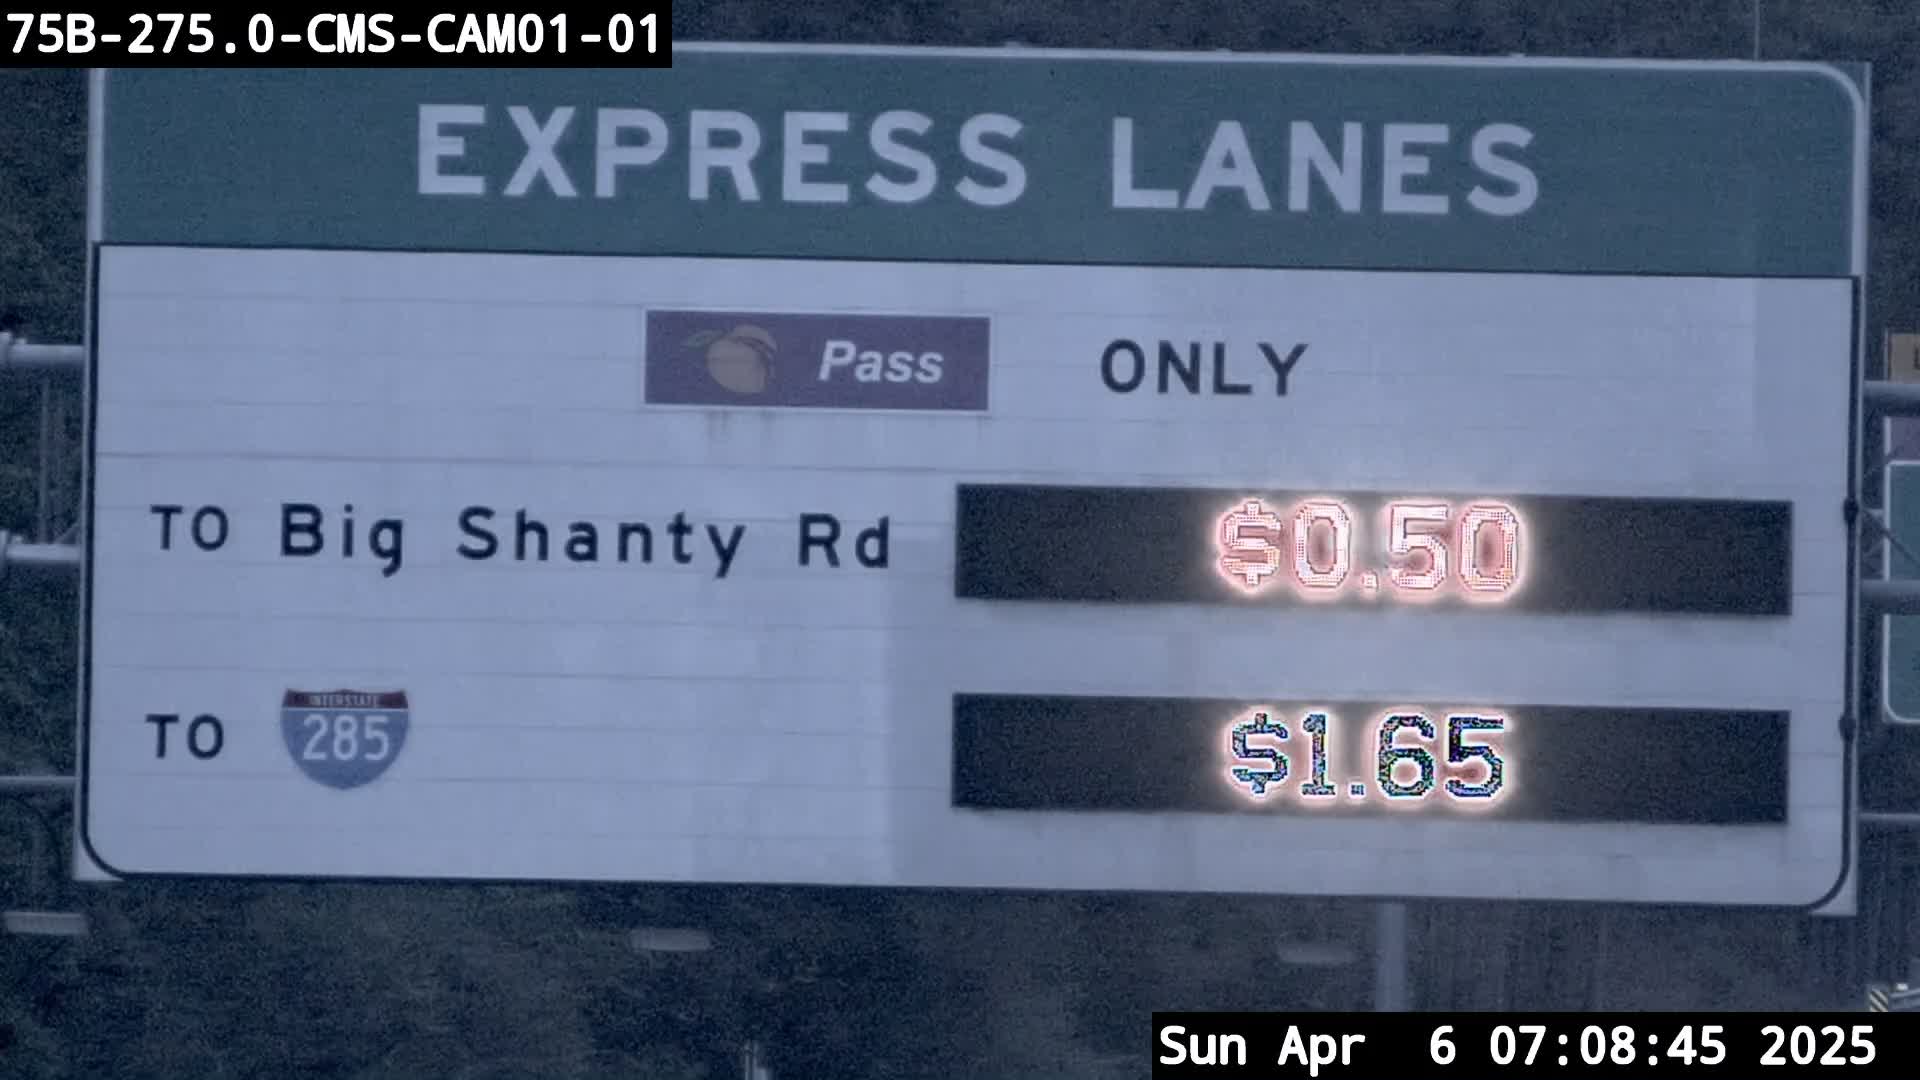 75B-275.0-CMS-CAM01-01
EXPRESS LANES
Pass ONLY
TO Big Shanty Rd $0.50
INTERSTATE
TO 285 $1.65
Sun Apr 6 07:08:45 2025